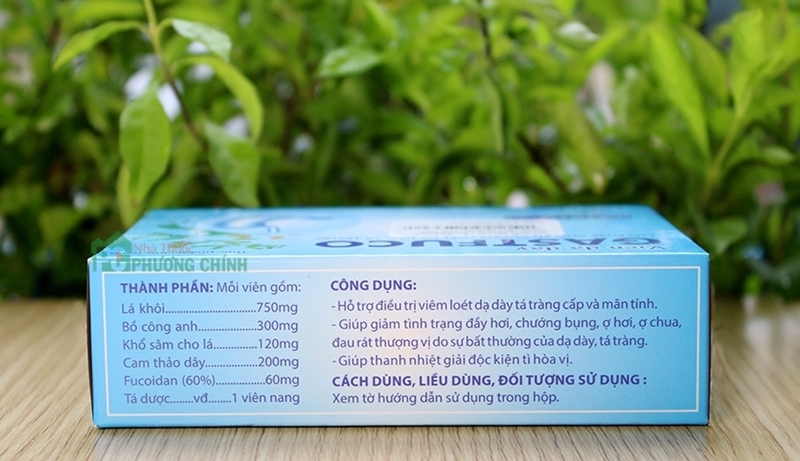 Viên dạ dày
GASTFUCO
Nhà Thuốc
PHƯƠNG CHÍNH
THÀNH PHẦN: Mỗi viên gồm:
Lá khôi..............................750mg
Bồ công anh....................300mg
Khổ sâm cho lá..............120mg
Cam thảo dây.................200mg
Fucoidan (60%)................60mg
Tá dược........vđ.....1 viên nang
CÔNG DỤNG:
- Hỗ trợ điều trị viêm loét dạ dày tá tràng cấp và mãn tính.
- Giúp giảm tình trạng đầy hơi, chướng bụng, ợ hơi, ợ chua,
đau rát thượng vị do sự bất thường của dạ dày, tá tràng.
- Giúp thanh nhiệt giải độc kiện tì hòa vị.
CÁCH DÙNG, LIỀU DÙNG, ĐỐI TƯỢNG SỬ DỤNG :
Xem tờ hướng dẫn sử dụng trong hộp.